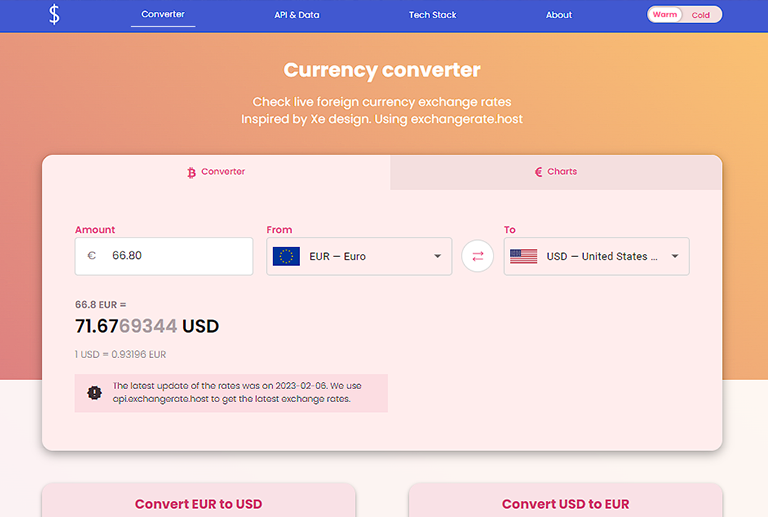 $
Converter
API & Data
Tech Stack
About
Warm
Cold
Currency converter
Check live foreign currency exchange rates
Inspired by Xe design. Using exchangerate.host
Converter
Charts
Amount
From
To
€
66.80
EUR — Euro
USD — United States ...
66.8 EUR =
71.6769344 USD
1 USD = 0.93196 EUR
The latest update of the rates was on 2023-02-06. We use
api.exchangerate.host to get the latest exchange rates.
Convert EUR to USD
Convert USD to EUR